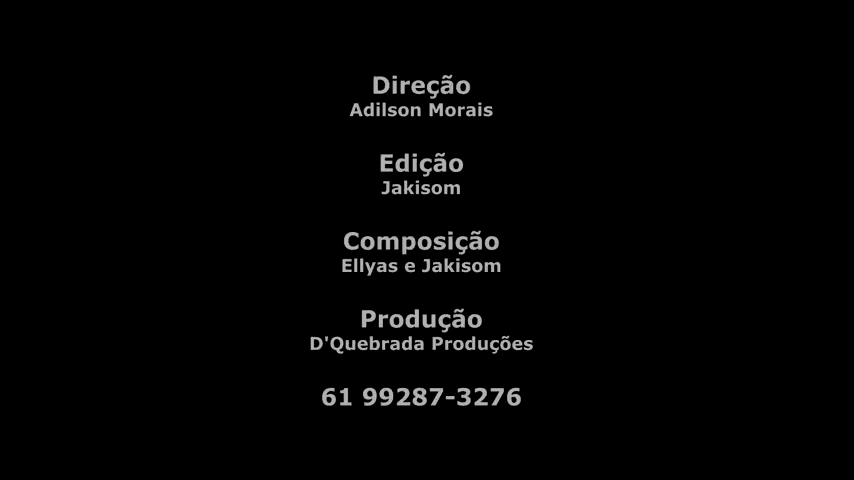 Direção
Adilson Morais
Edição
Jakisom
Composição
Ellyas e Jakisom
Produção
D'Quebrada Produções
61 99287-3276